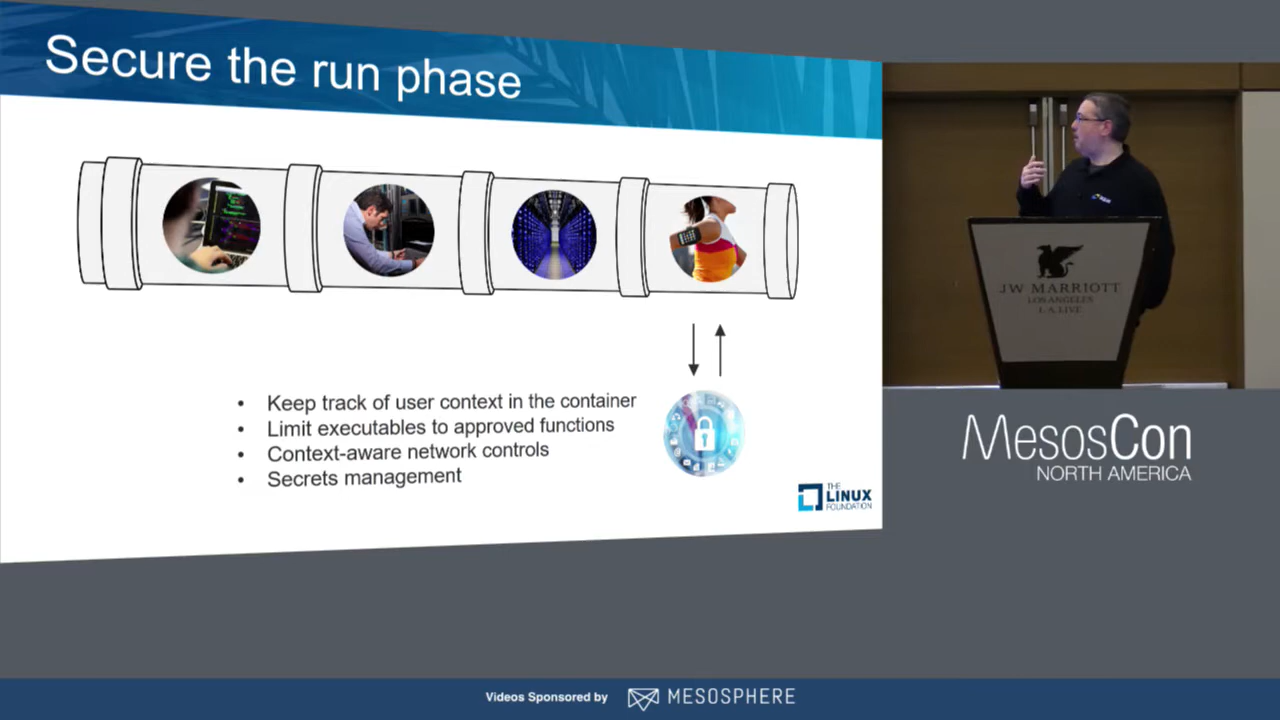 Secure the run phase
• Keep track of user context in the container
• Limit executables to approved functions
• Context-aware network controls
• Secrets management
THE
LINUX
FOUNDATION
JW MARRIOTT
LOS ANGELES
L.A. LIVE
MesosCon
NORTH AMERICA
Videos Sponsored by MESOSPHERE